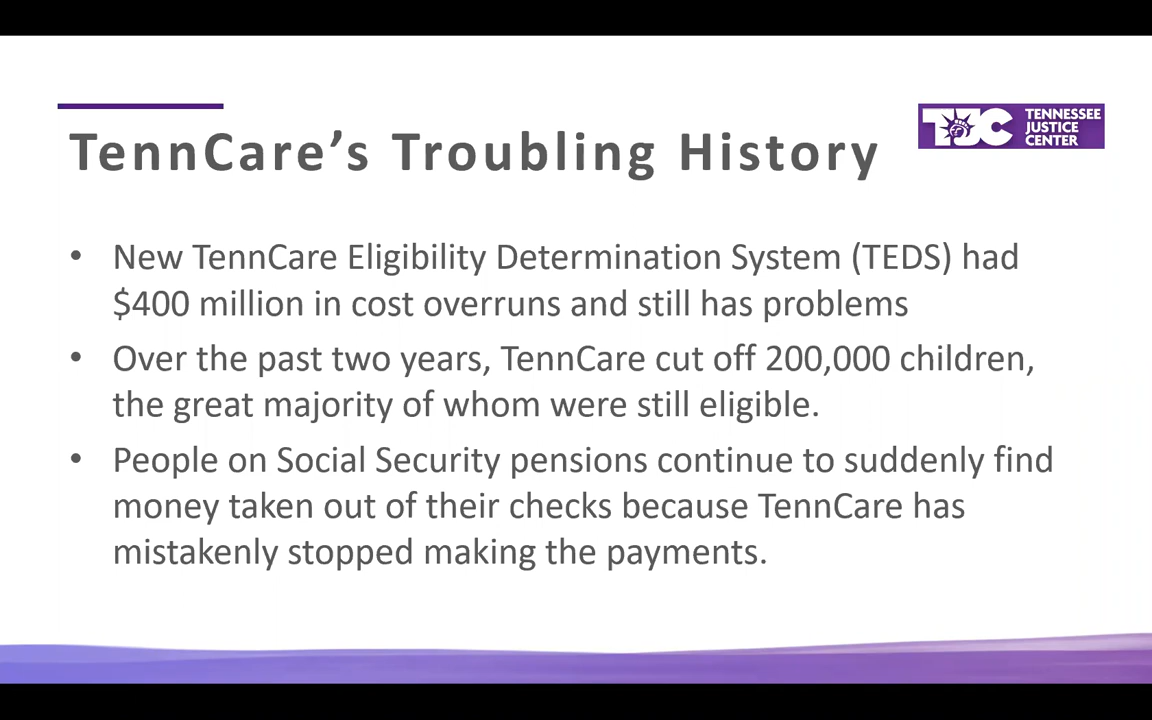 TennCare’s Troubling History
TJC TENNESSEE
JUSTICE
CENTER
• New TennCare Eligibility Determination System (TEDS) had
$400 million in cost overruns and still has problems
• Over the past two years, TennCare cut off 200,000 children,
the great majority of whom were still eligible.
• People on Social Security pensions continue to suddenly find
money taken out of their checks because TennCare has
mistakenly stopped making the payments.